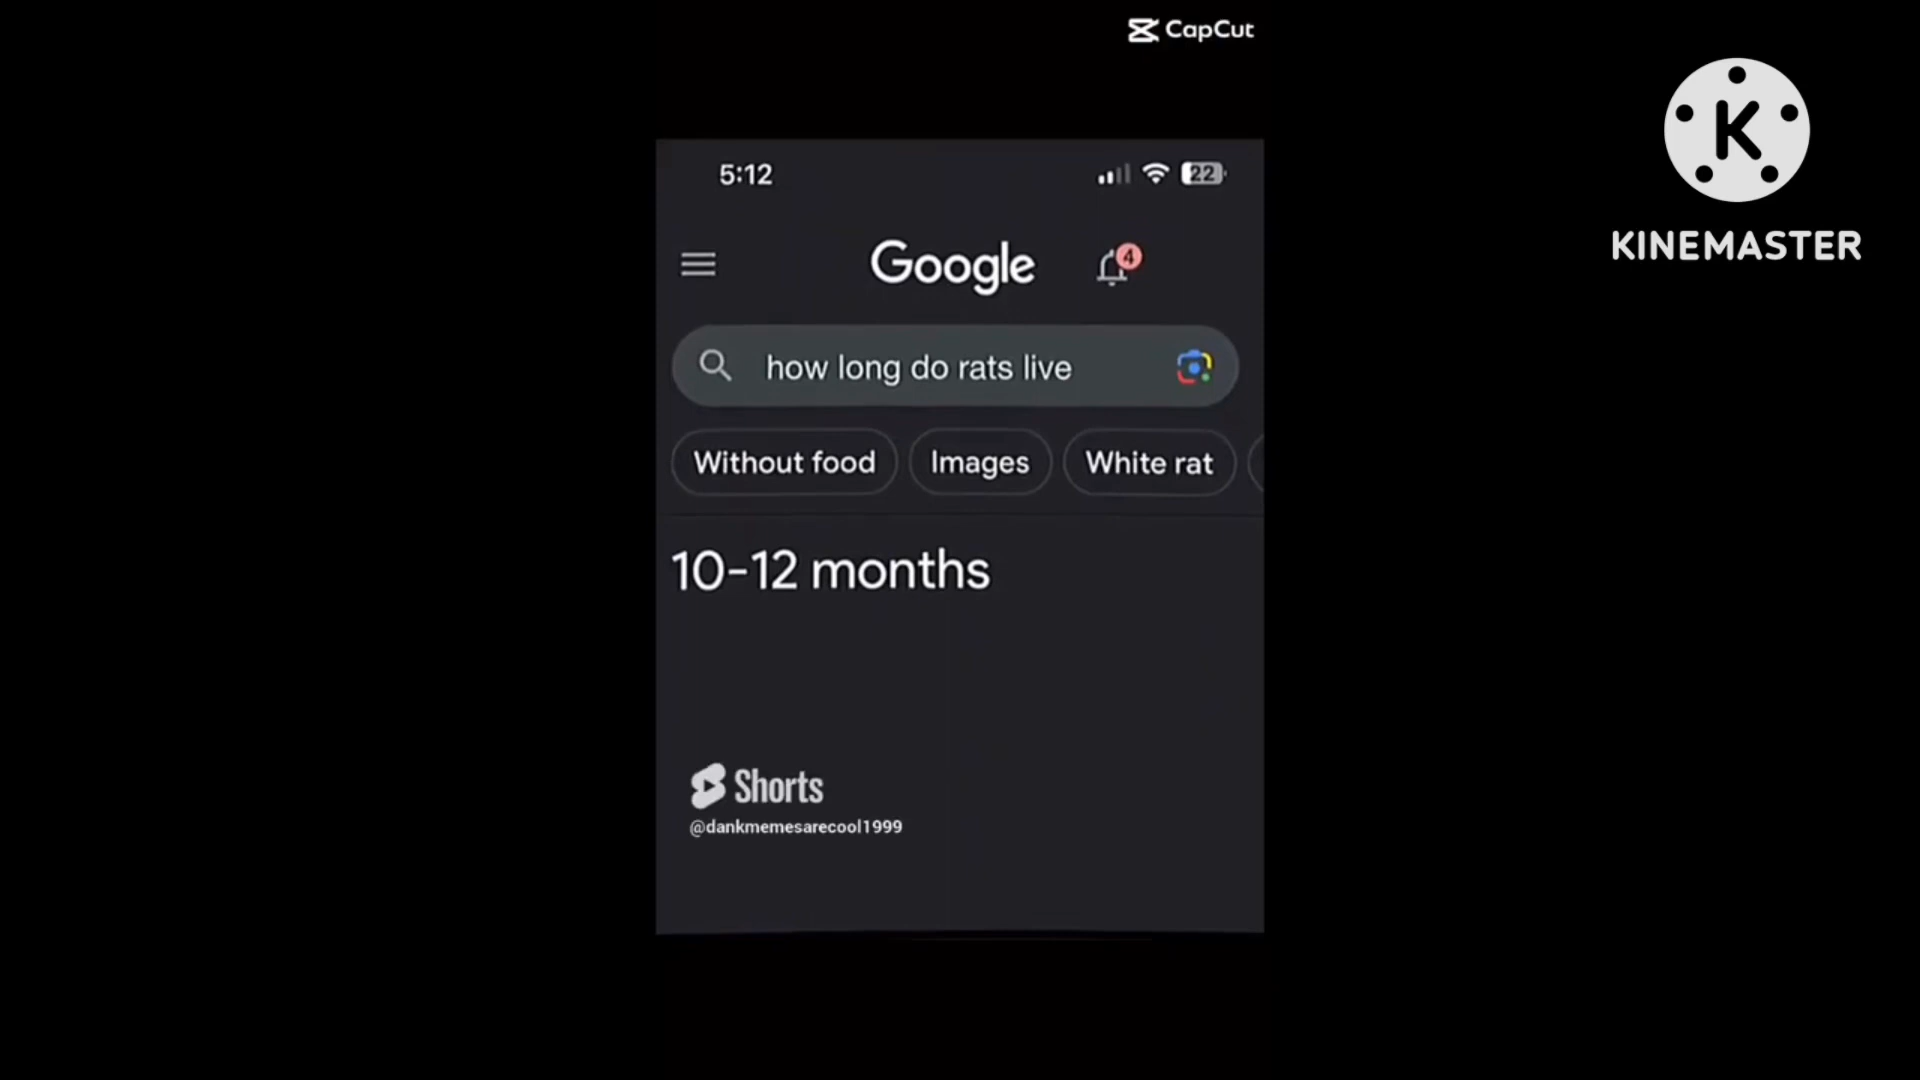 CapCut
KINEMASTER
5:12
22
Google
4
how long do rats live
Without food
Images
White rat
10-12 months
Shorts
@dankmemesarecool1999